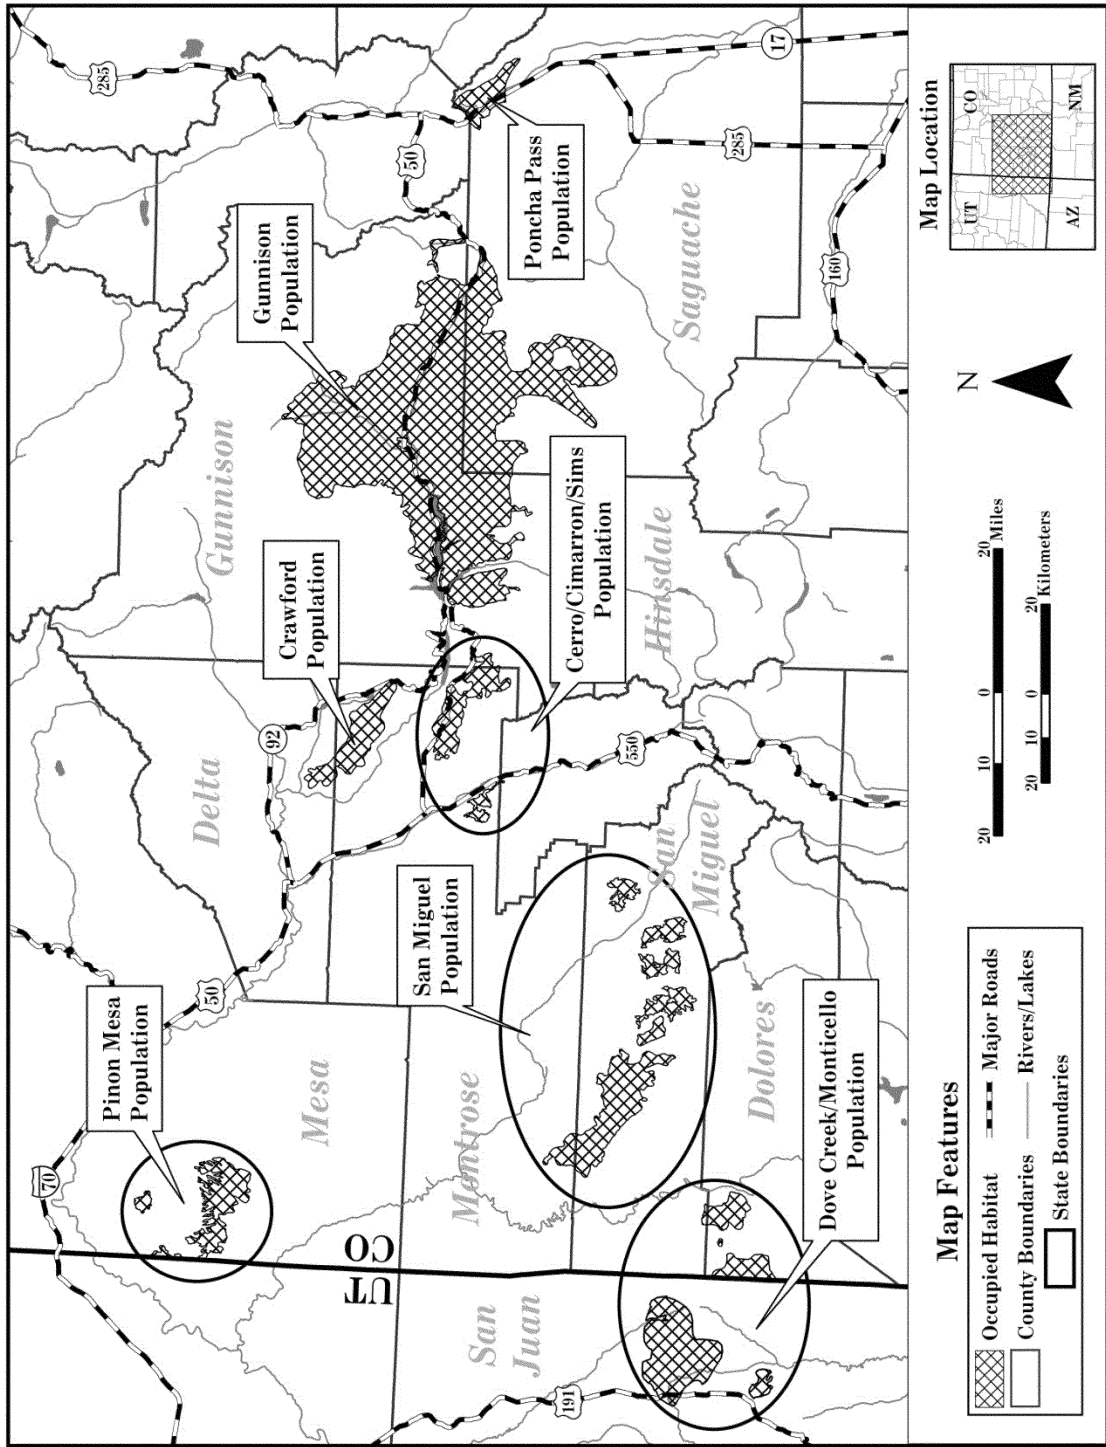 Pinon Mesa
Population
Crawford
Population
Gunnison
Population
San Miguel
Population
Poncha Pass
Population
Cerro/Cimarron/Sims
Population
Dove Creek/Monticello
Population
Mesa
Delta
Gunnison
Montrose
San
Juan
San
Miguel
Dolores
Hinsdale
Saguache
UT
CO
70
50
92
285
50
550
191
285
17
160
Map Features
Occupied Habitat
Major Roads
County Boundaries
Rivers/Lakes
State Boundaries
20 10 0 20
Miles
20 10 0 20
Kilometers
N
Map Location
UT
CO
AZ
NM